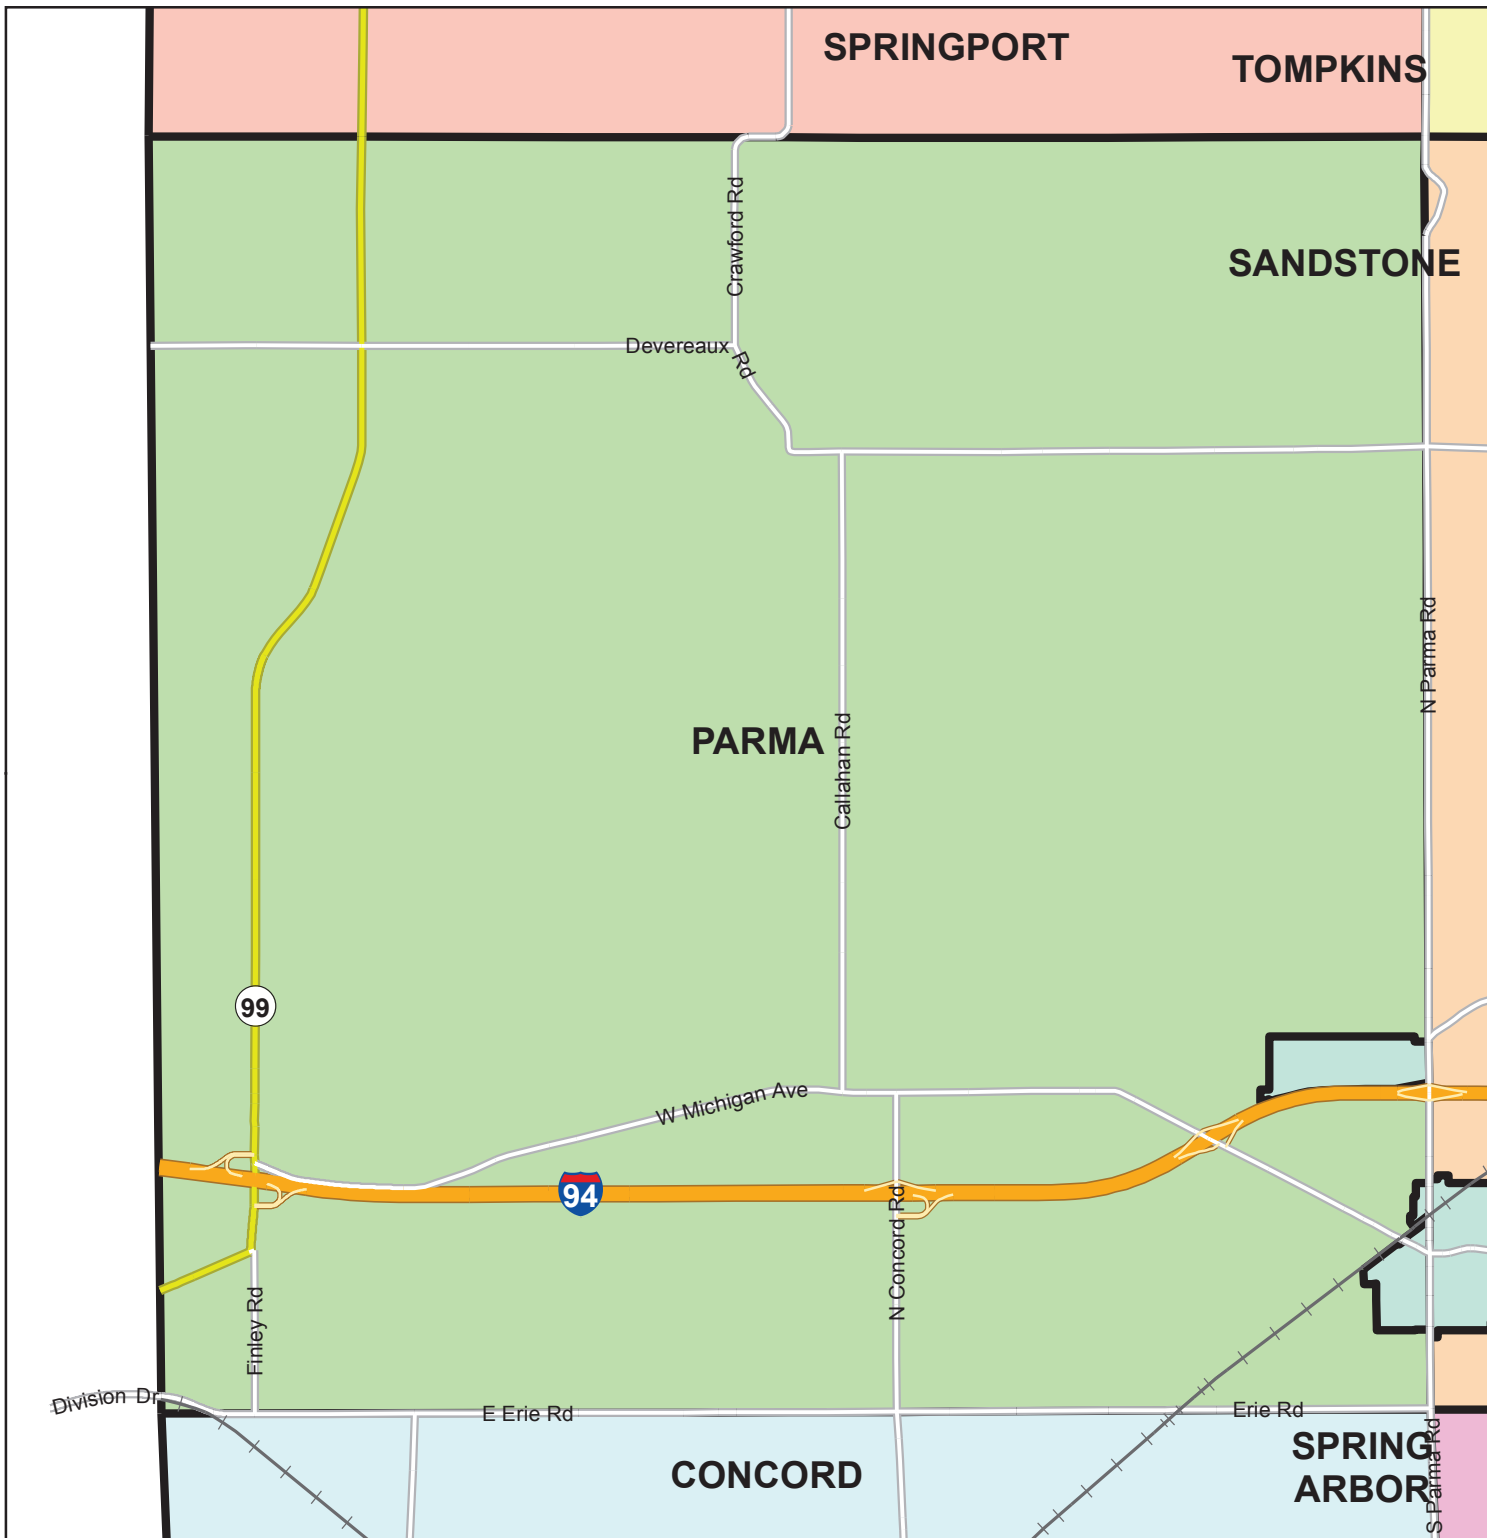 SPRINGPORT
TOMPKINS
Crawford Rd
SANDSTONE
Devereaux Rd
N Parma Rd
PARMA
Callahan Rd
99
W Michigan Ave
94
N Concord Rd
Finley Rd
Division Dr
E Erie Rd
Erie Rd
SPRING
ARBOR
CONCORD
S Parma Rd